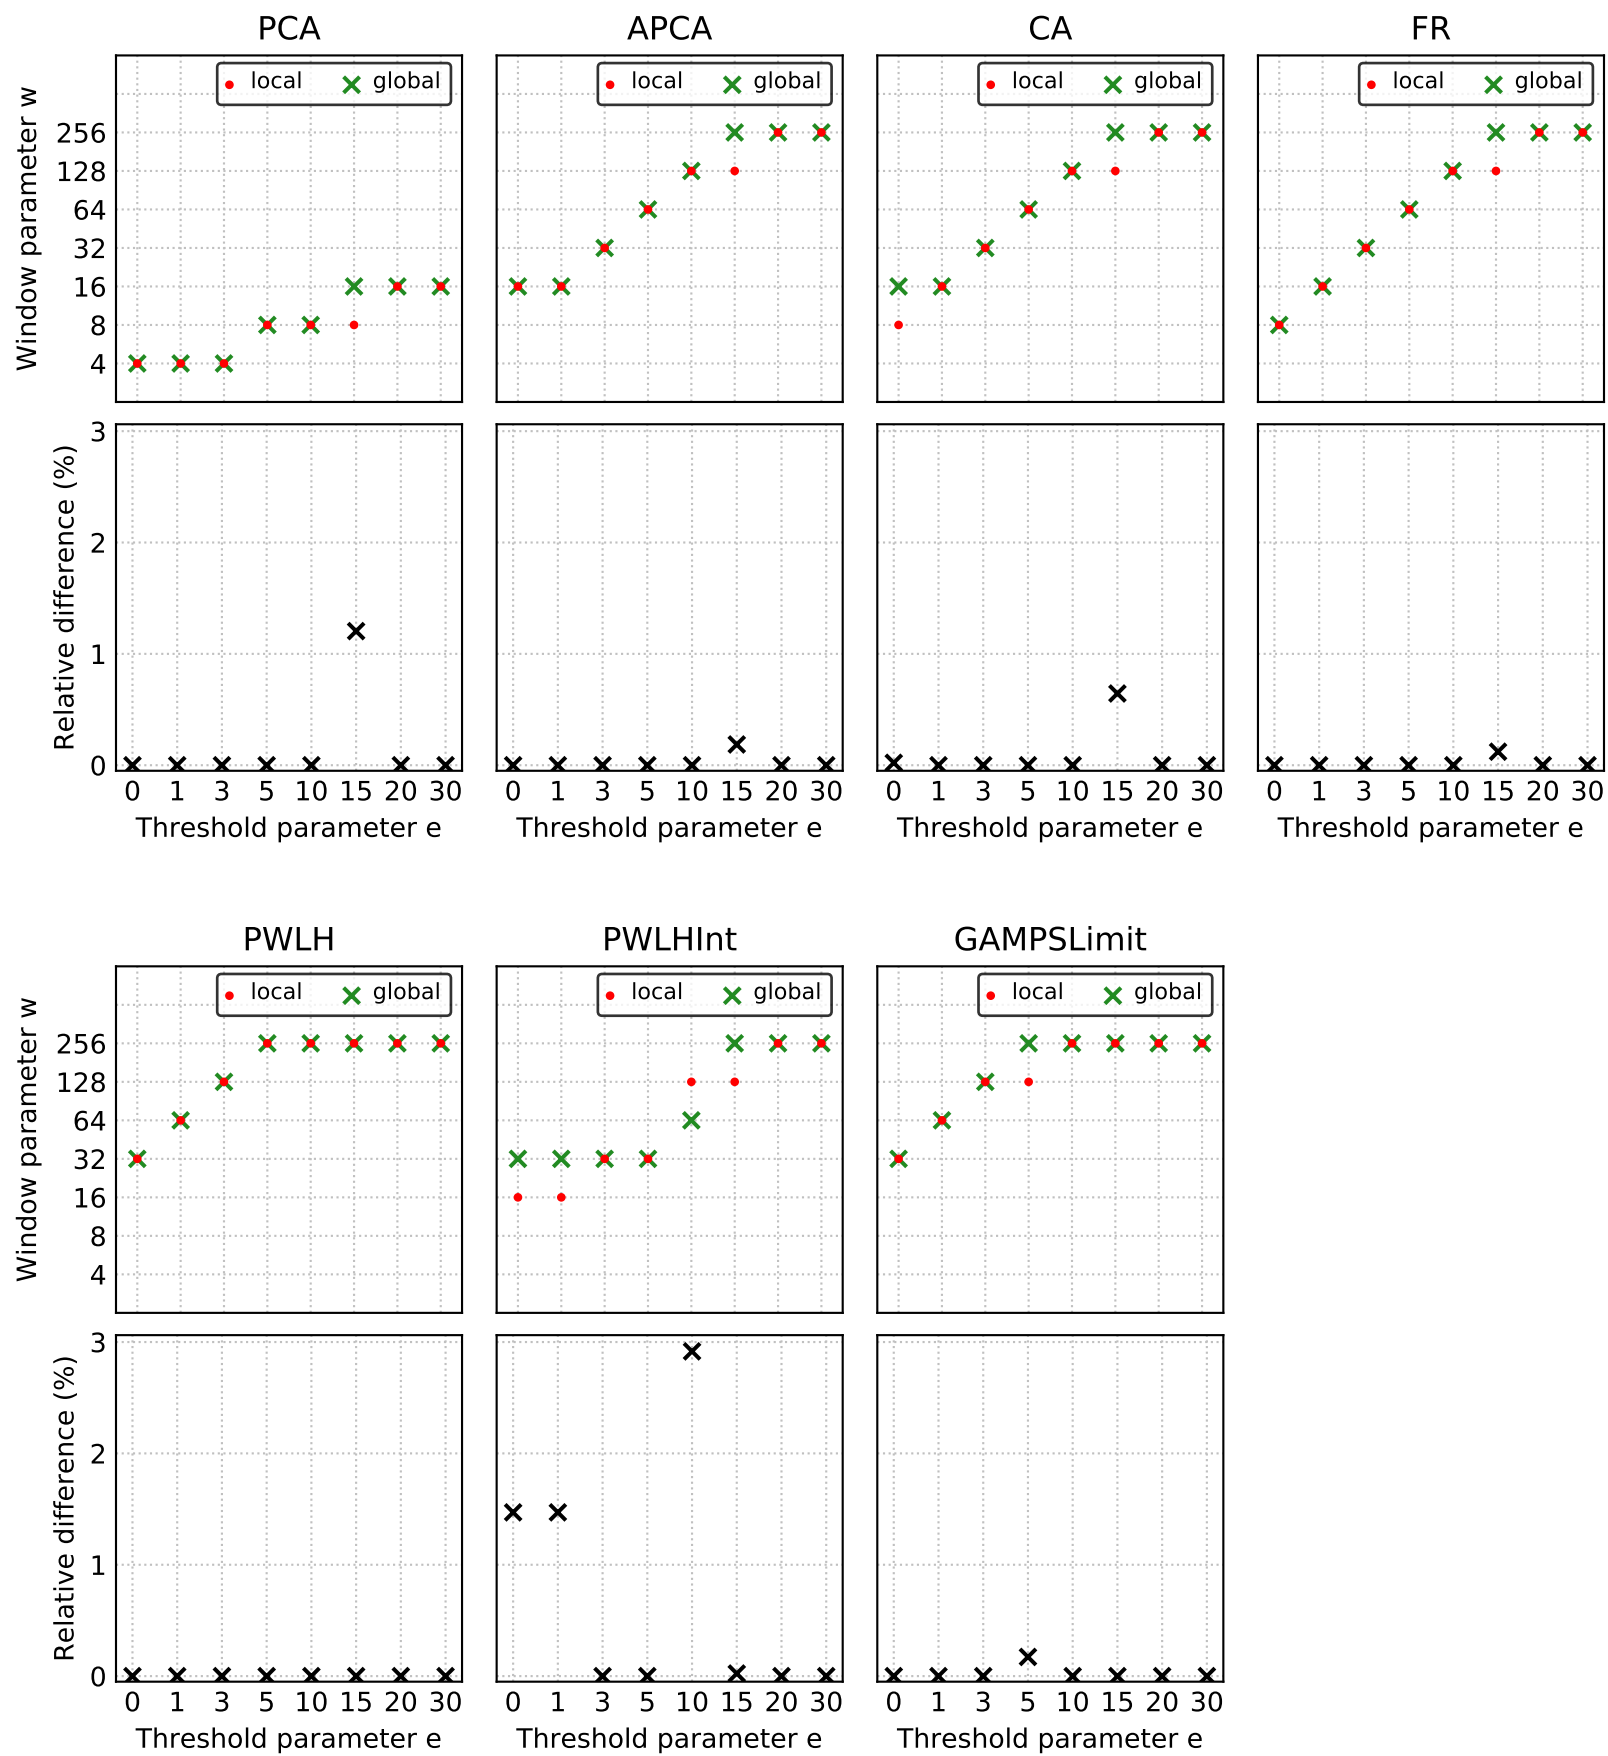 PCA APCA CA FR
local global local global local global local global
Window parameter w
256
128
64
32
16
8
4
Relative difference (%)
3
2
1
0
0 1 3 5 10 15 20 30 0 1 3 5 10 15 20 30 0 1 3 5 10 15 20 30 0 1 3 5 10 15 20 30
Threshold parameter e Threshold parameter e Threshold parameter e Threshold parameter e
PWLH PWLHInt GAMPSLimit
local global local global local global
Window parameter w
256
128
64
32
16
8
4
Relative difference (%)
3
2
1
0
0 1 3 5 10 15 20 30 0 1 3 5 10 15 20 30 0 1 3 5 10 15 20 30
Threshold parameter e Threshold parameter e Threshold parameter e